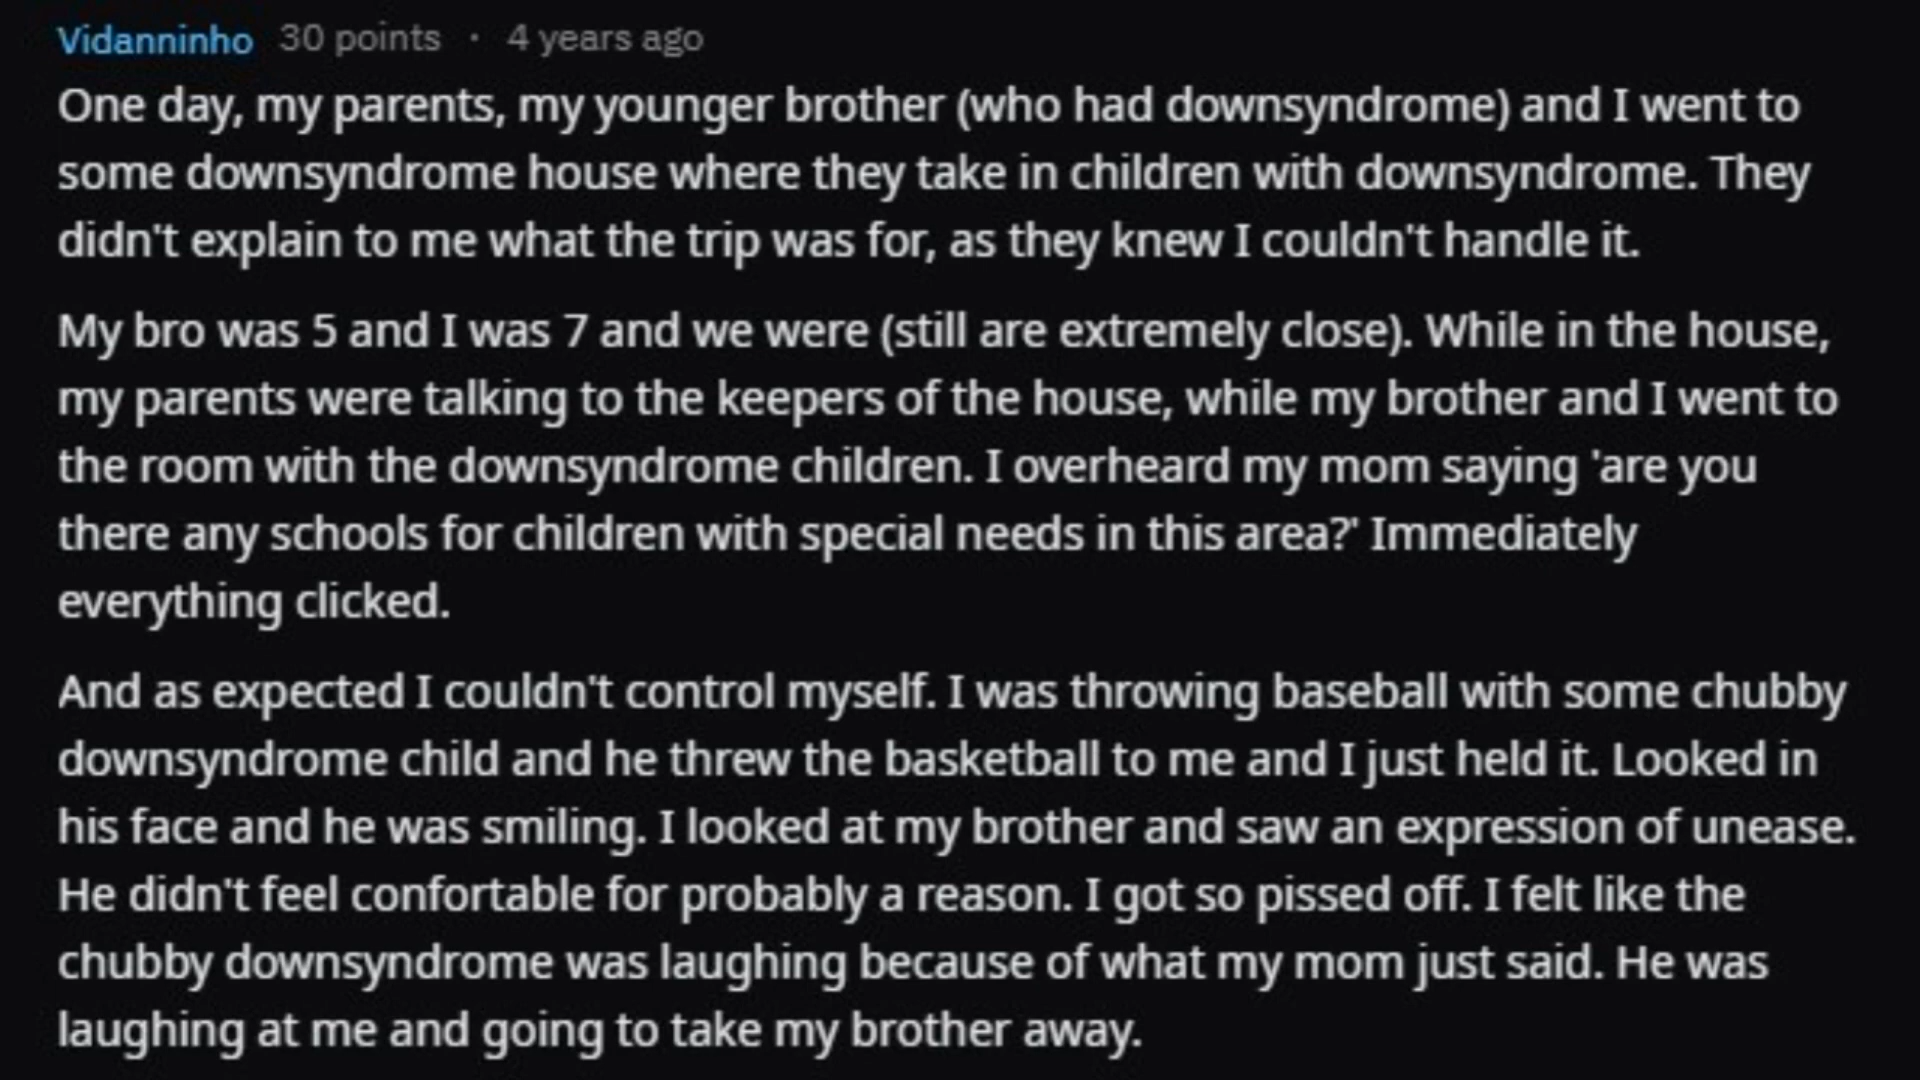 Vidanninho 30 points · 4 years ago
One day, my parents, my younger brother (who had downsyndrome) and I went to
some downsyndrome house where they take in children with downsyndrome. They
didn't explain to me what the trip was for, as they knew I couldn't handle it.
My bro was 5 and I was 7 and we were (still are extremely close). While in the house,
my parents were talking to the keepers of the house, while my brother and I went to
the room with the downsyndrome children. I overheard my mom saying 'are you
there any schools for children with special needs in this area?' Immediately
everything clicked.
And as expected I couldn't control myself. I was throwing baseball with some chubby
downsyndrome child and he threw the basketball to me and I just held it. Looked in
his face and he was smiling. I looked at my brother and saw an expression of unease.
He didn't feel confortable for probably a reason. I got so pissed off. I felt like the
chubby downsyndrome was laughing because of what my mom just said. He was
laughing at me and going to take my brother away.